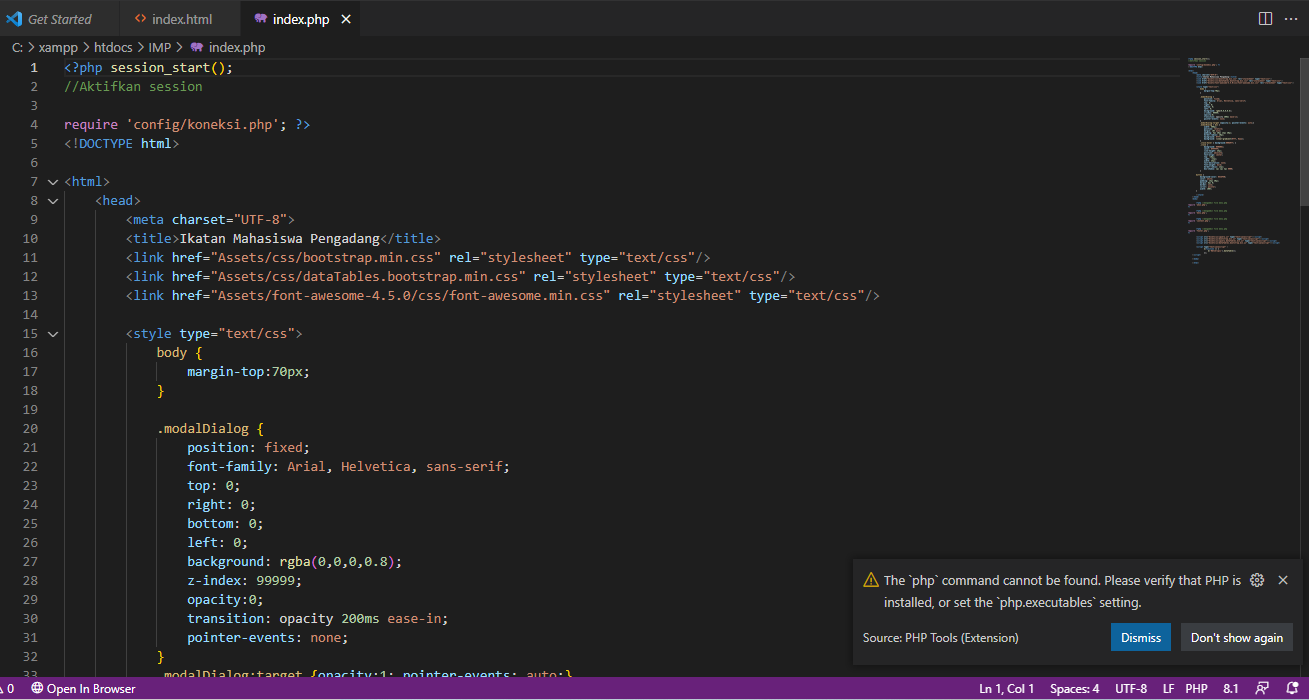 Get Started
index.html
index.php
C: > xampp > htdocs > IMP > index.php
1 <?php session_start();
2 //Aktifkan session
3
4 require 'config/koneksi.php'; ?>
5 <!DOCTYPE html>
6
7 <html>
8 <head>
9 <meta charset="UTF-8">
10 <title>Ikatan Mahasiswa Pengadang</title>
11 <link href="Assets/css/bootstrap.min.css" rel="stylesheet" type="text/css"/>
12 <link href="Assets/css/dataTables.bootstrap.min.css" rel="stylesheet" type="text/css"/>
13 <link href="Assets/font-awesome-4.5.0/css/font-awesome.min.css" rel="stylesheet" type="text/css"/>
14
15 <style type="text/css">
16 body {
17 margin-top:70px;
18 }
19
20 .modalDialog {
21 position: fixed;
22 font-family: Arial, Helvetica, sans-serif;
23 top: 0;
24 right: 0;
25 bottom: 0;
26 left: 0;
27 background: rgba(0,0,0,0.8);
28 z-index: 99999;
29 opacity:0;
30 transition: opacity 200ms ease-in;
31 pointer-events: none;
32 }
33 .modalDialog:target {opacity:1; pointer-events: auto;}
The `php` command cannot be found. Please verify that PHP is
installed, or set the `php.executables` setting.
Source: PHP Tools (Extension)
Dismiss
Don't show again
0 Open In Browser
Ln 1, Col 1 Spaces: 4 UTF-8 LF PHP 8.1